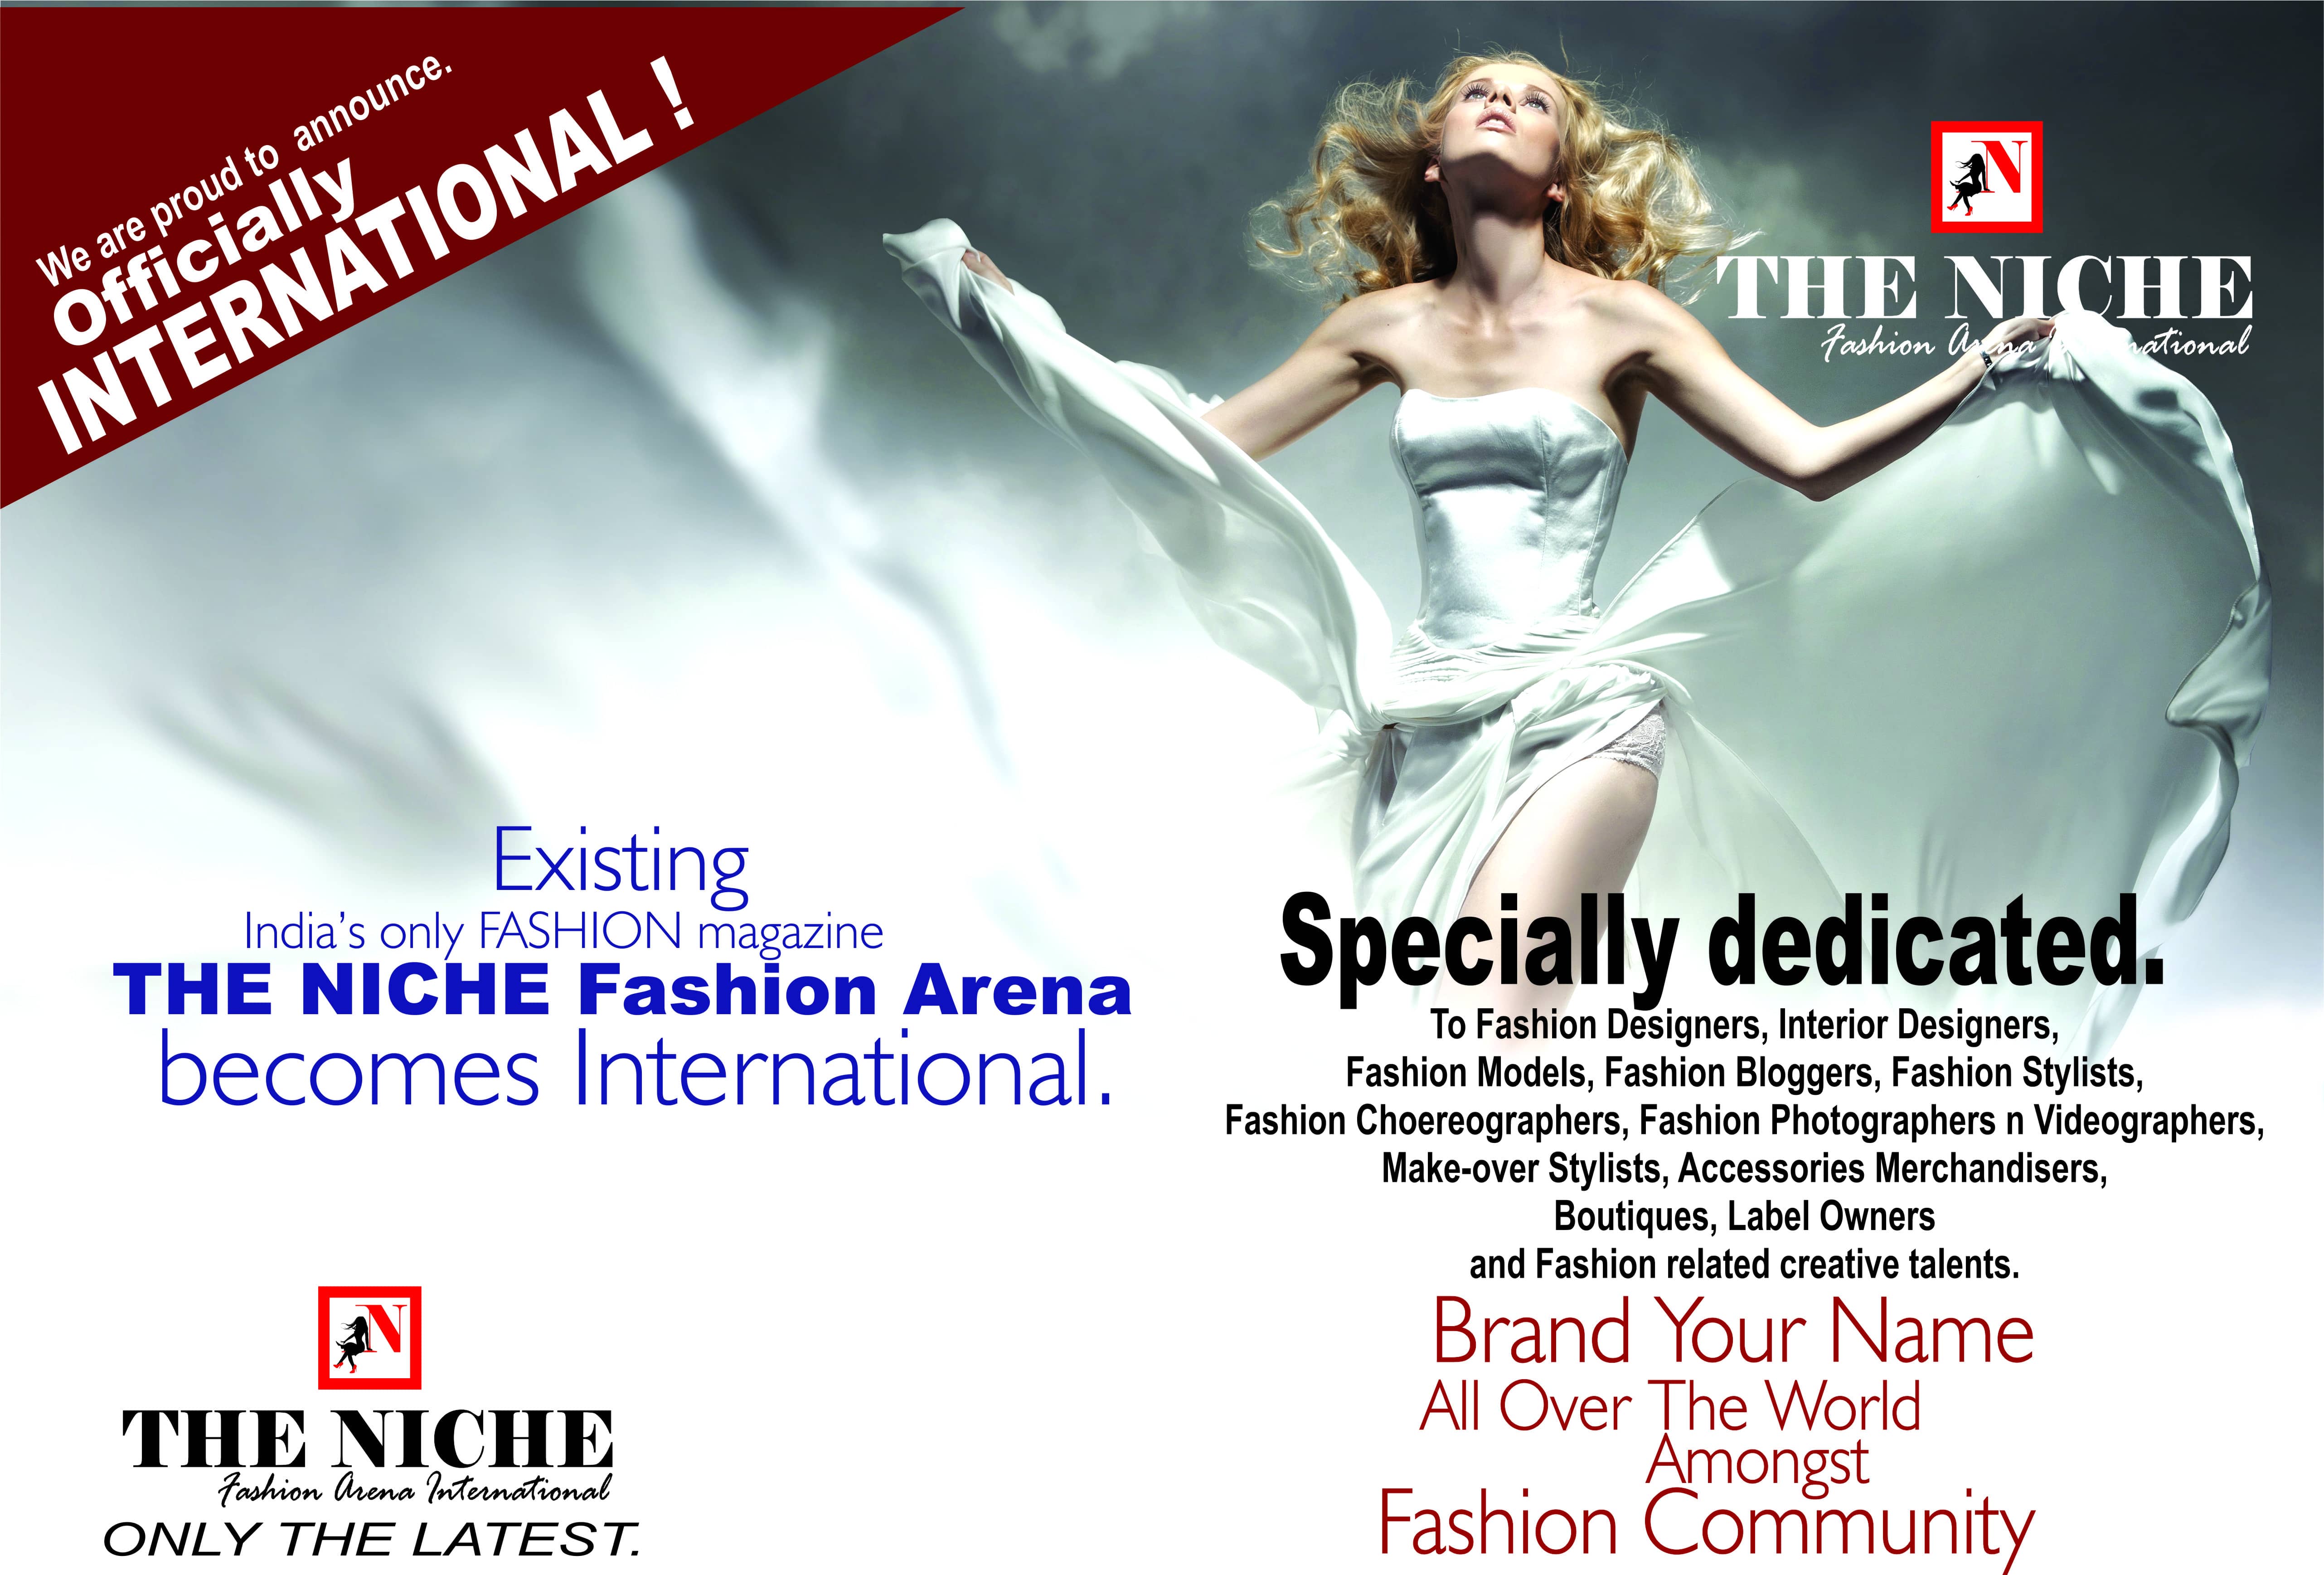 We are proud to announce.
Officially
INTERNATIONAL !
N
THE NICHE
Fashion Arena International
Existing
India's only FASHION magazine
THE NICHE Fashion Arena
becomes International.
Specially dedicated.
To Fashion Designers, Interior Designers,
Fashion Models, Fashion Bloggers, Fashion Stylists,
Fashion Choereographers, Fashion Photographers n Videographers,
Make-over Stylists, Accessories Merchandisers,
Boutiques, Label Owners
and Fashion related creative talents.
Brand Your Name
All Over The World
Amongst
Fashion Community
N
THE NICHE
Fashion Arena International
ONLY THE LATEST.